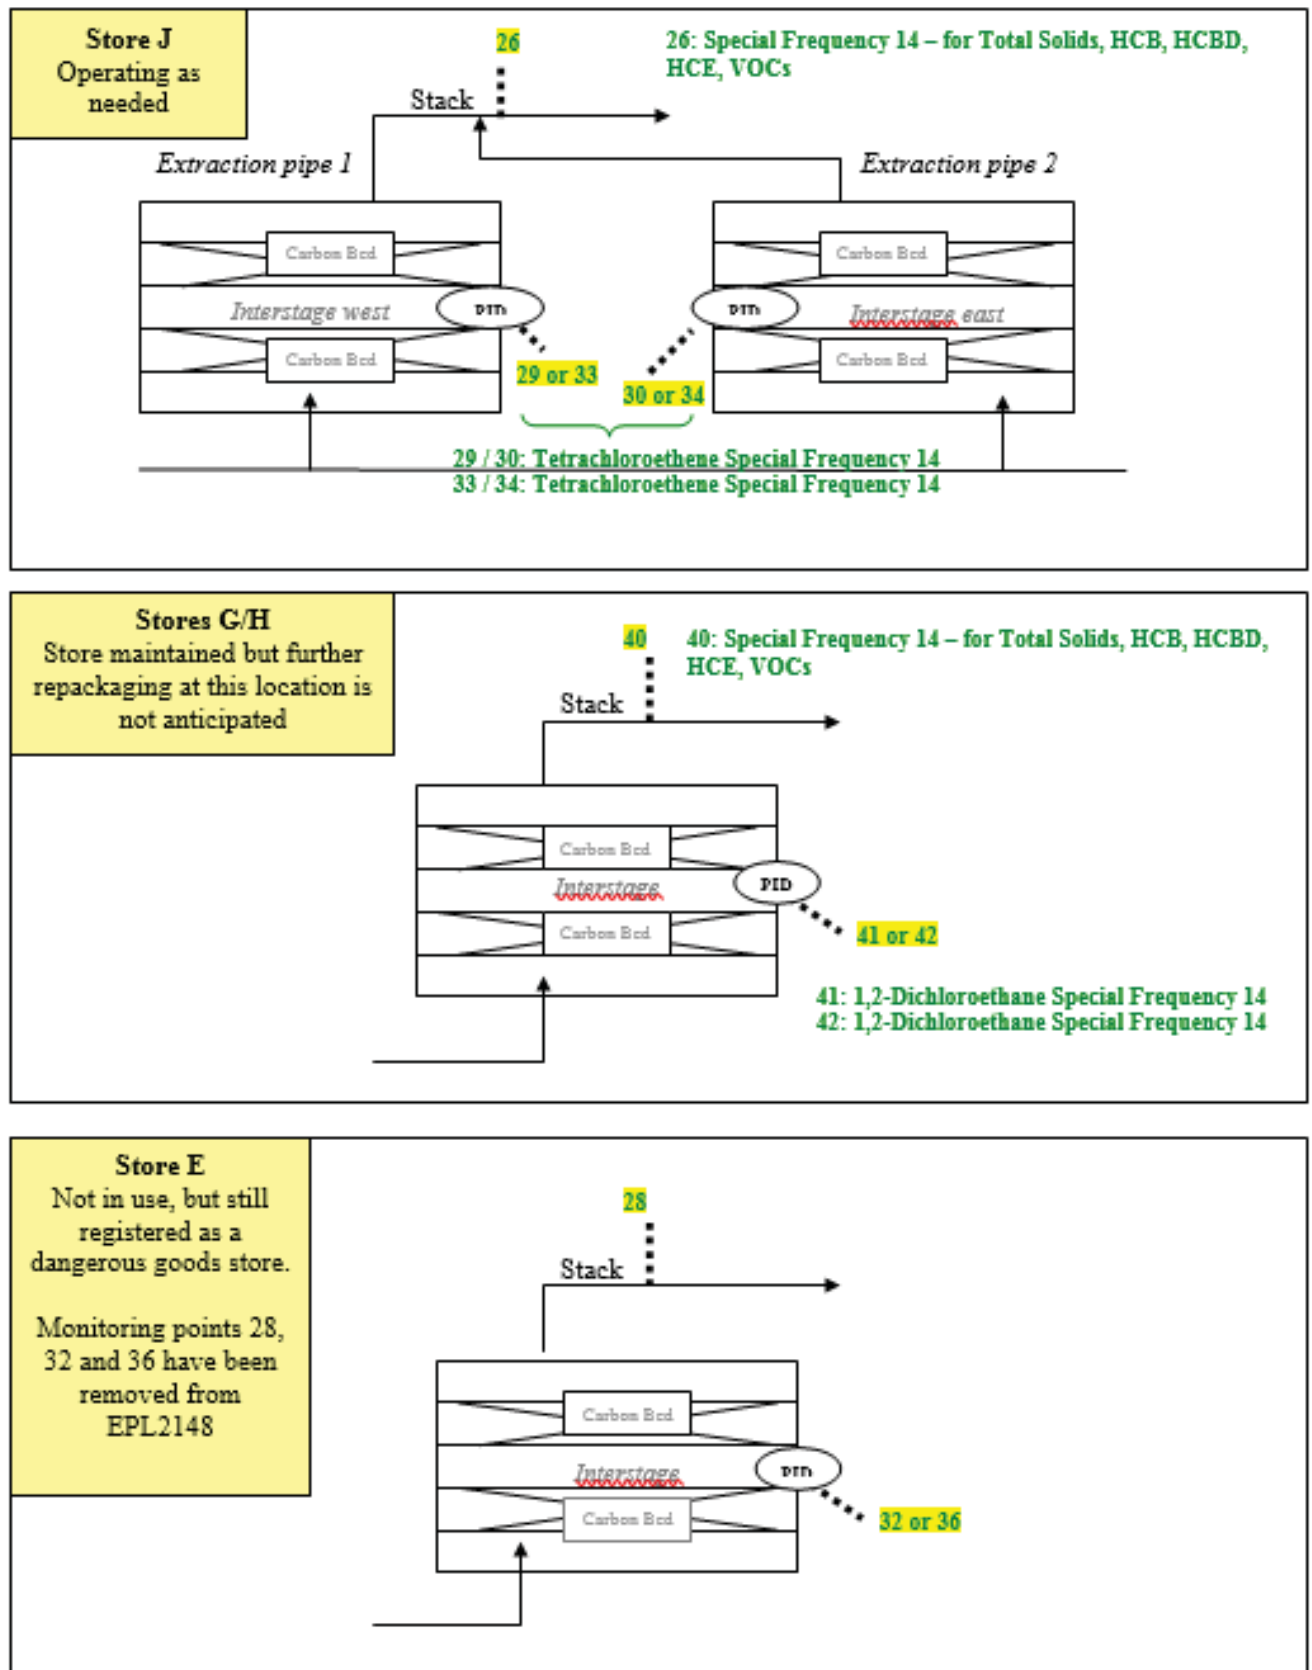 Store J
Operating as
needed
26
26: Special Frequency 14 – for Total Solids, HCB, HCBD,
HCE, VOCs
Stack
Extraction pipe 1
Extraction pipe 2
Carbon Bed
Carbon Bed
Interstage west
Interstage east
Carbon Bed
Carbon Bed
29 or 33
30 or 34
29 / 30: Tetrachloroethene Special Frequency 14
33 / 34: Tetrachloroethene Special Frequency 14
Stores G/H
Store maintained but further
repackaging at this location is
not anticipated
40
40: Special Frequency 14 – for Total Solids, HCB, HCBD,
HCE, VOCs
Stack
Carbon Bed
Interstage
PID
Carbon Bed
41 or 42
41: 1,2-Dichloroethane Special Frequency 14
42: 1,2-Dichloroethane Special Frequency 14
Store E
Not in use, but still
registered as a
dangerous goods store.
Monitoring points 28,
32 and 36 have been
removed from
EPL2148
28
Stack
Carbon Bed
Interstage
Carbon Bed
32 or 36